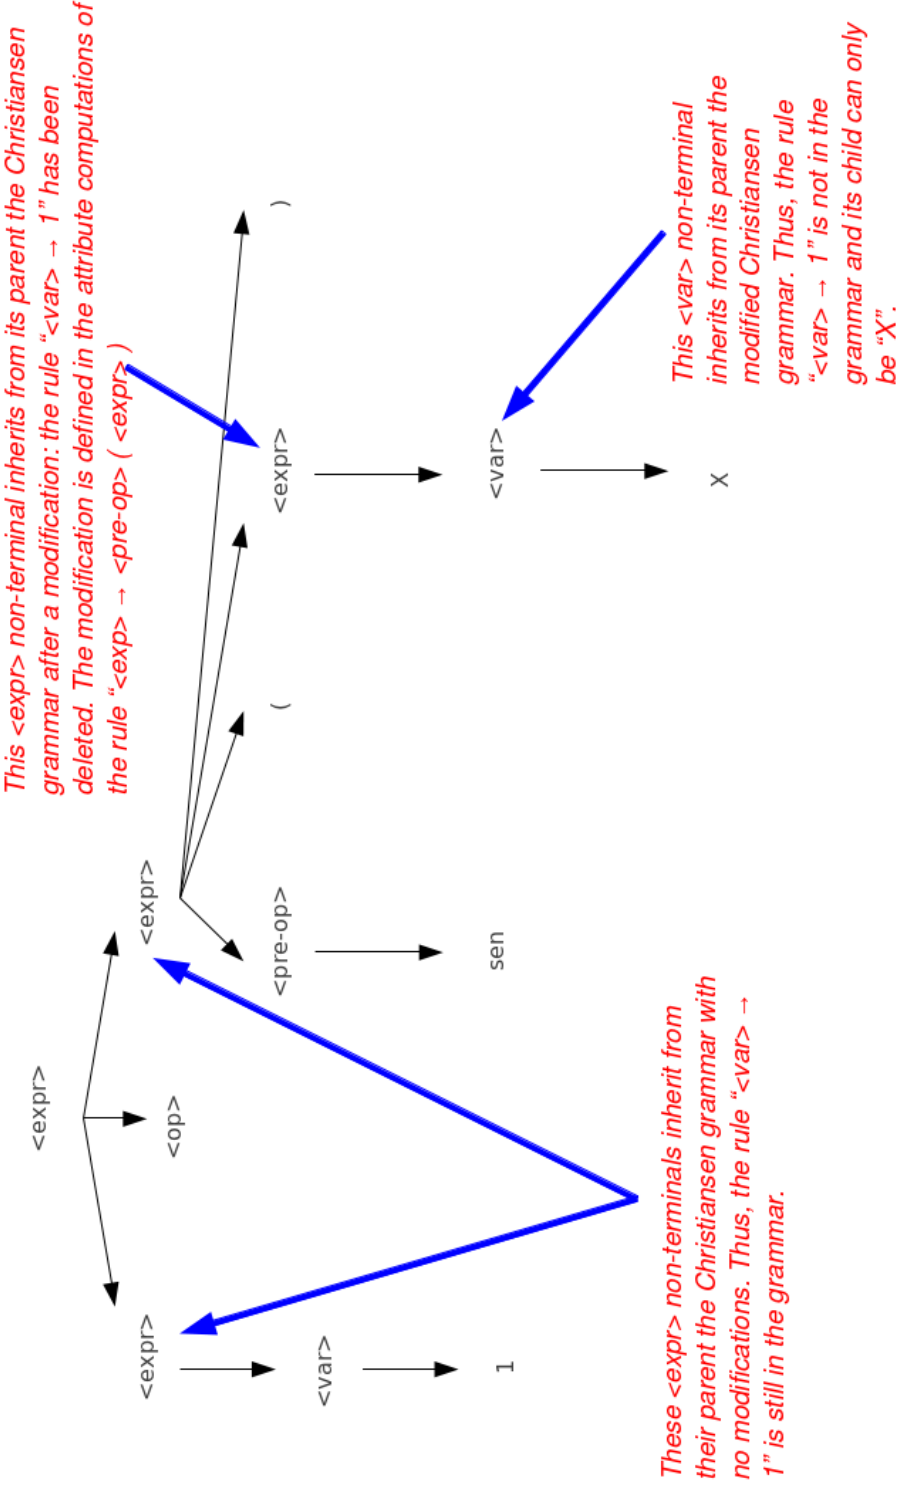 This <expr> non-terminal inherits from its parent the Christiansen
grammar after a modification: the rule “<var> → 1” has been
deleted. The modification is defined in the attribute computations of
the rule “<exp> → <pre-op> ( <expr> )
<expr>
<expr>
<op>
<expr>
<var>
1
<pre-op>
(
<expr>
)
sen
<var>
X
These <expr> non-terminals inherit from
their parent the Christiansen grammar with
no modifications. Thus, the rule “<var> →
1” is still in the grammar.
This <var> non-terminal
inherits from its parent the
modified Christiansen
grammar. Thus, the rule
“<var> → 1” is not in the
grammar and its child can only
be “X”.